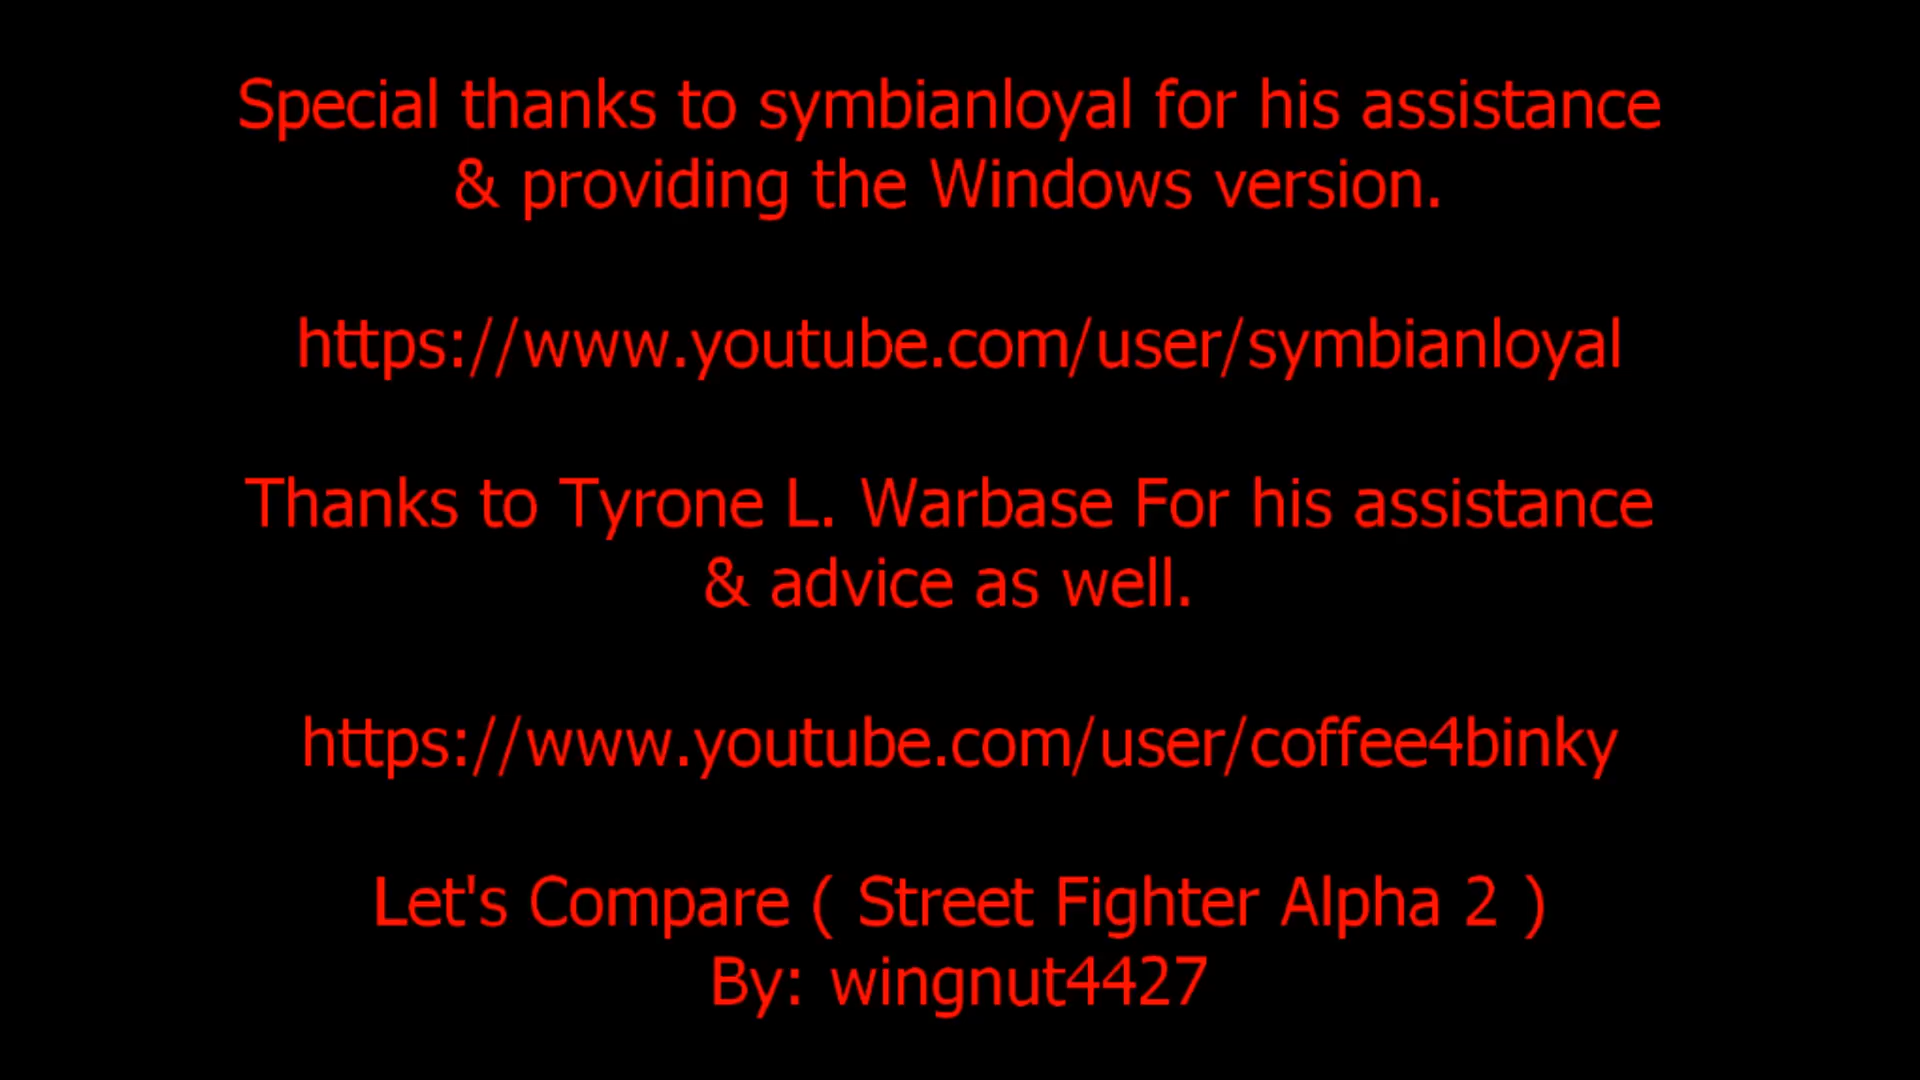 Special thanks to symbianloyal for his assistance
& providing the Windows version.
https://www.youtube.com/user/symbianloyal
Thanks to Tyrone L. Warbase For his assistance
& advice as well.
https://www.youtube.com/user/coffee4binky
Let's Compare ( Street Fighter Alpha 2 )
By: wingnut4427